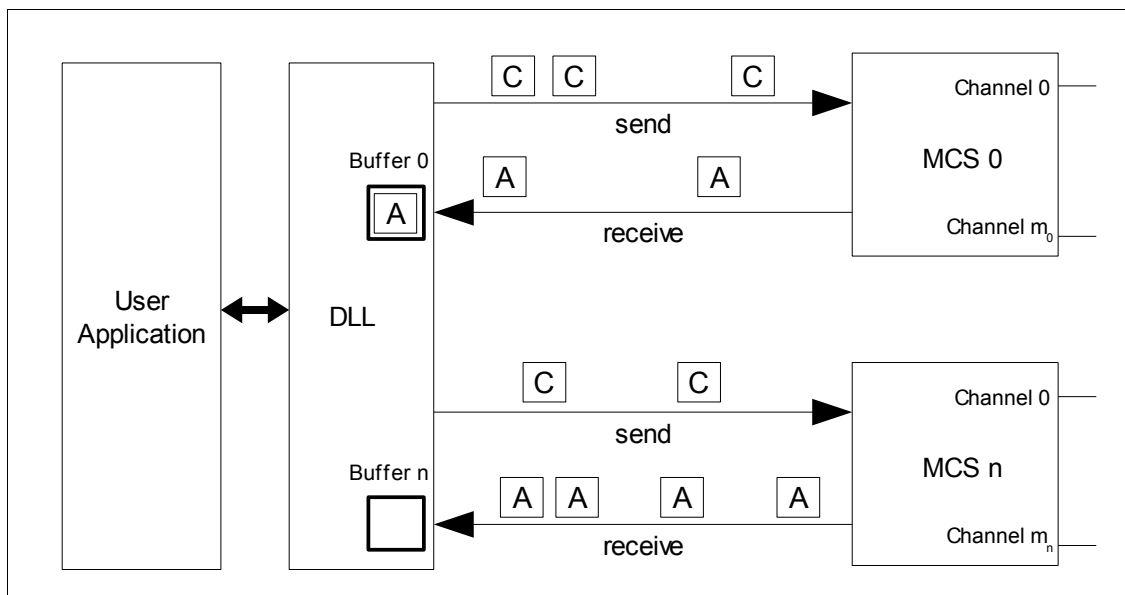 C C C
Channel 0
send
MCS 0
Buffer 0
A A
A
receive
Channel m₀
User
Application
DLL
C C
Channel 0
send
MCS n
Buffer n
A A A A
receive
Channel mₙ